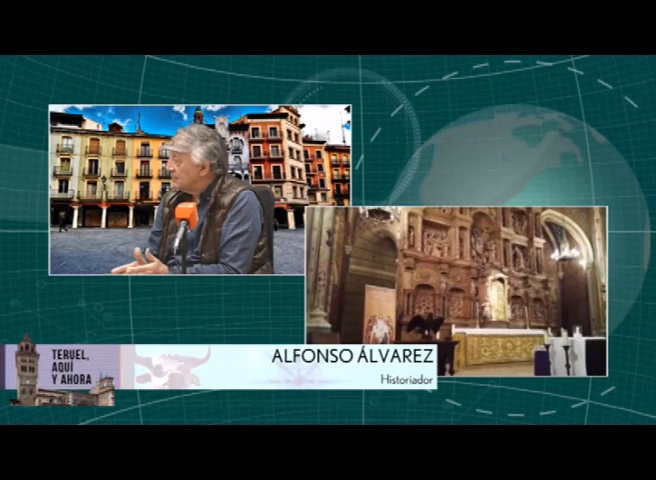 TERUEL,
AQUÍ
Y AHORA
ALFONSO ÁLVAREZ
Historiador